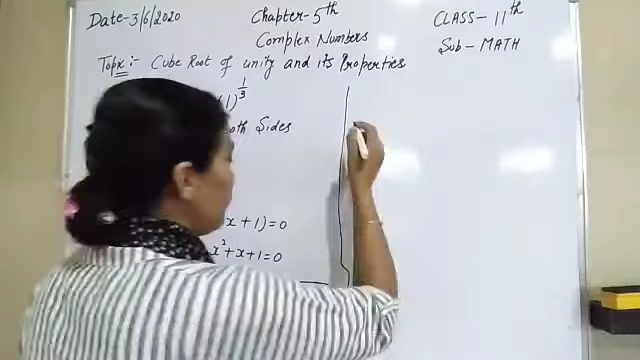 Date-3/6/2020
Chapter-5th
CLASS-11th
Complex Numbers
Sub-MATH
Topic:- Cube Root of unity and its Properties
1)^1/3
both Sides
x+1)=0
x²+x+1=0